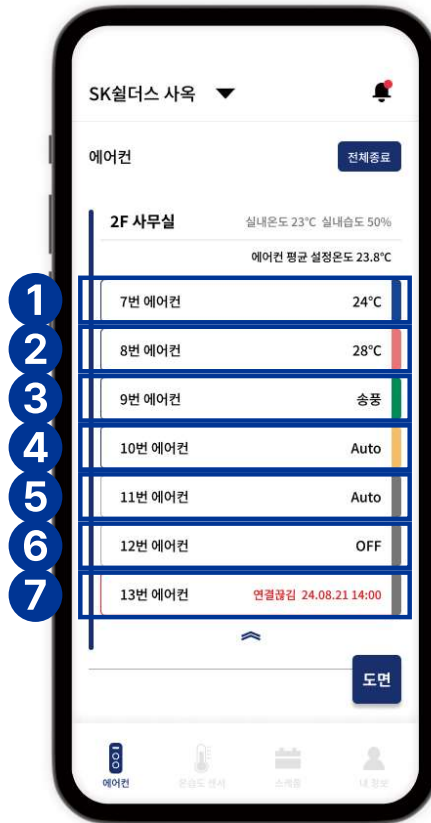 SK쉴더스 사옥
에어컨
전체종료
2F 사무실 실내온도 23°C 실내습도 50%
에어컨 평균 설정온도 23.8°C
1 7번 에어컨 24°C
2 8번 에어컨 28°C
3 9번 에어컨 송풍
4 10번 에어컨 Auto
5 11번 에어컨 Auto
6 12번 에어컨 OFF
7 13번 에어컨 연결끊김 24.08.21 14:00
도면
에어컨 온습도 센서 스케줄 내 정보